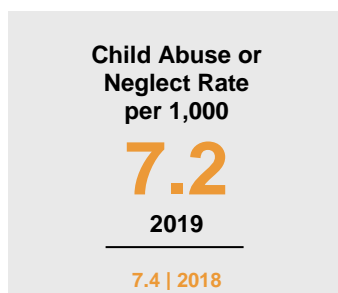 Child Abuse or
Neglect Rate
per 1,000
7.2
2019
7.4 | 2018